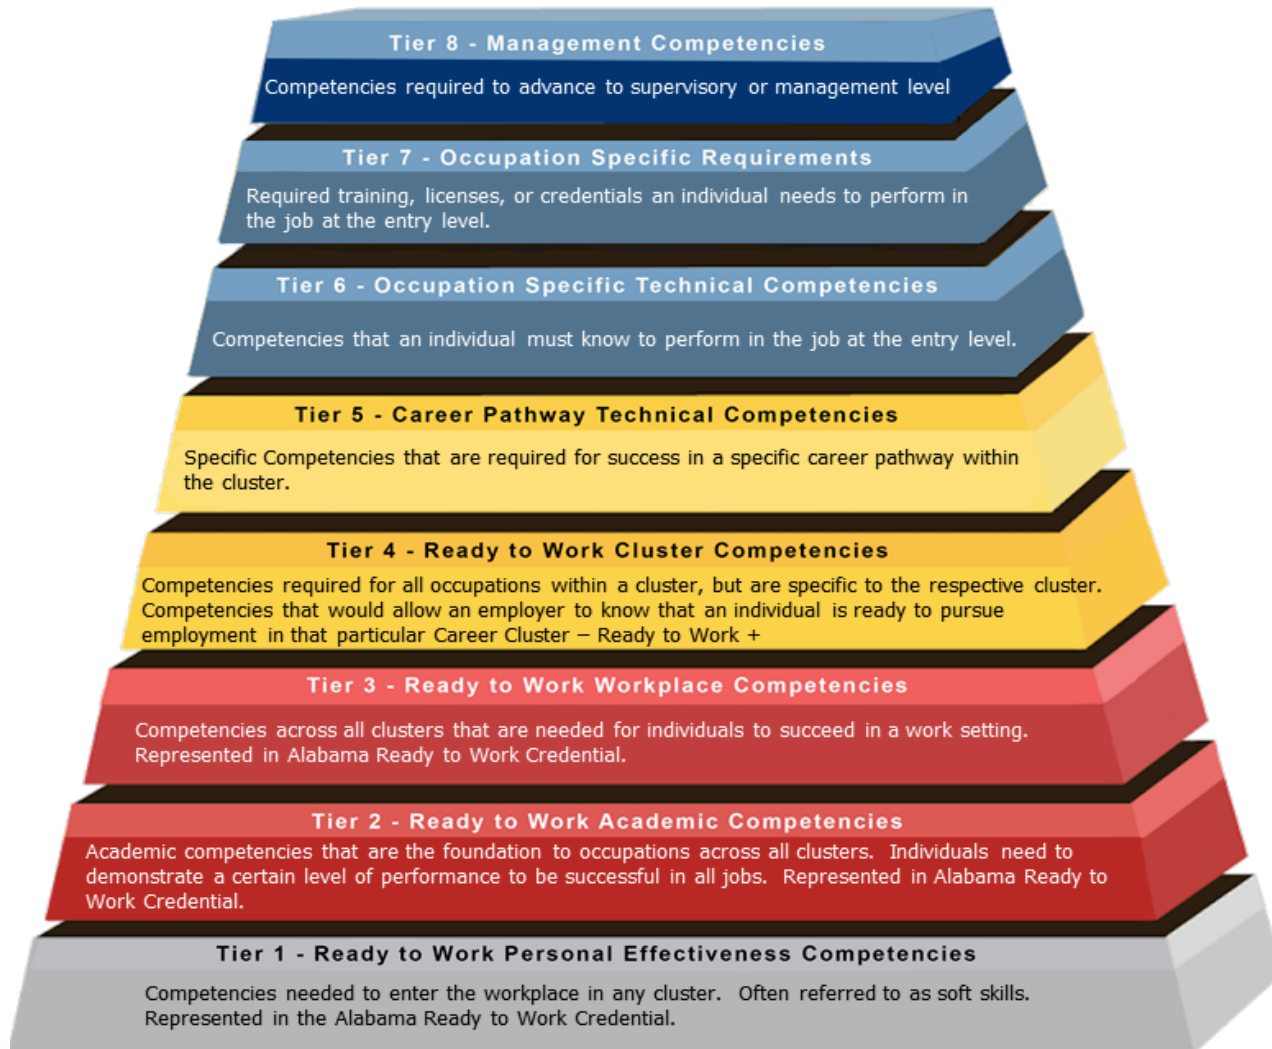 Tier 8 - Management Competencies
Competencies required to advance to supervisory or management level
Tier 7 - Occupation Specific Requirements
Required training, licenses, or credentials an individual needs to perform in
the job at the entry level.
Tier 6 - Occupation Specific Technical Competencies
Competencies that an individual must know to perform in the job at the entry level.
Tier 5 - Career Pathway Technical Competencies
Specific Competencies that are required for success in a specific career pathway within
the cluster.
Tier 4 - Ready to Work Cluster Competencies
Competencies required for all occupations within a cluster, but are specific to the respective cluster.
Competencies that would allow an employer to know that an individual is ready to pursue
employment in that particular Career Cluster – Ready to Work +
Tier 3 - Ready to Work Workplace Competencies
Competencies across all clusters that are needed for individuals to succeed in a work setting.
Represented in Alabama Ready to Work Credential.
Tier 2 - Ready to Work Academic Competencies
Academic competencies that are the foundation to occupations across all clusters. Individuals need to
demonstrate a certain level of performance to be successful in all jobs. Represented in Alabama Ready to
Work Credential.
Tier 1 - Ready to Work Personal Effectiveness Competencies
Competencies needed to enter the workplace in any cluster. Often referred to as soft skills.
Represented in the Alabama Ready to Work Credential.